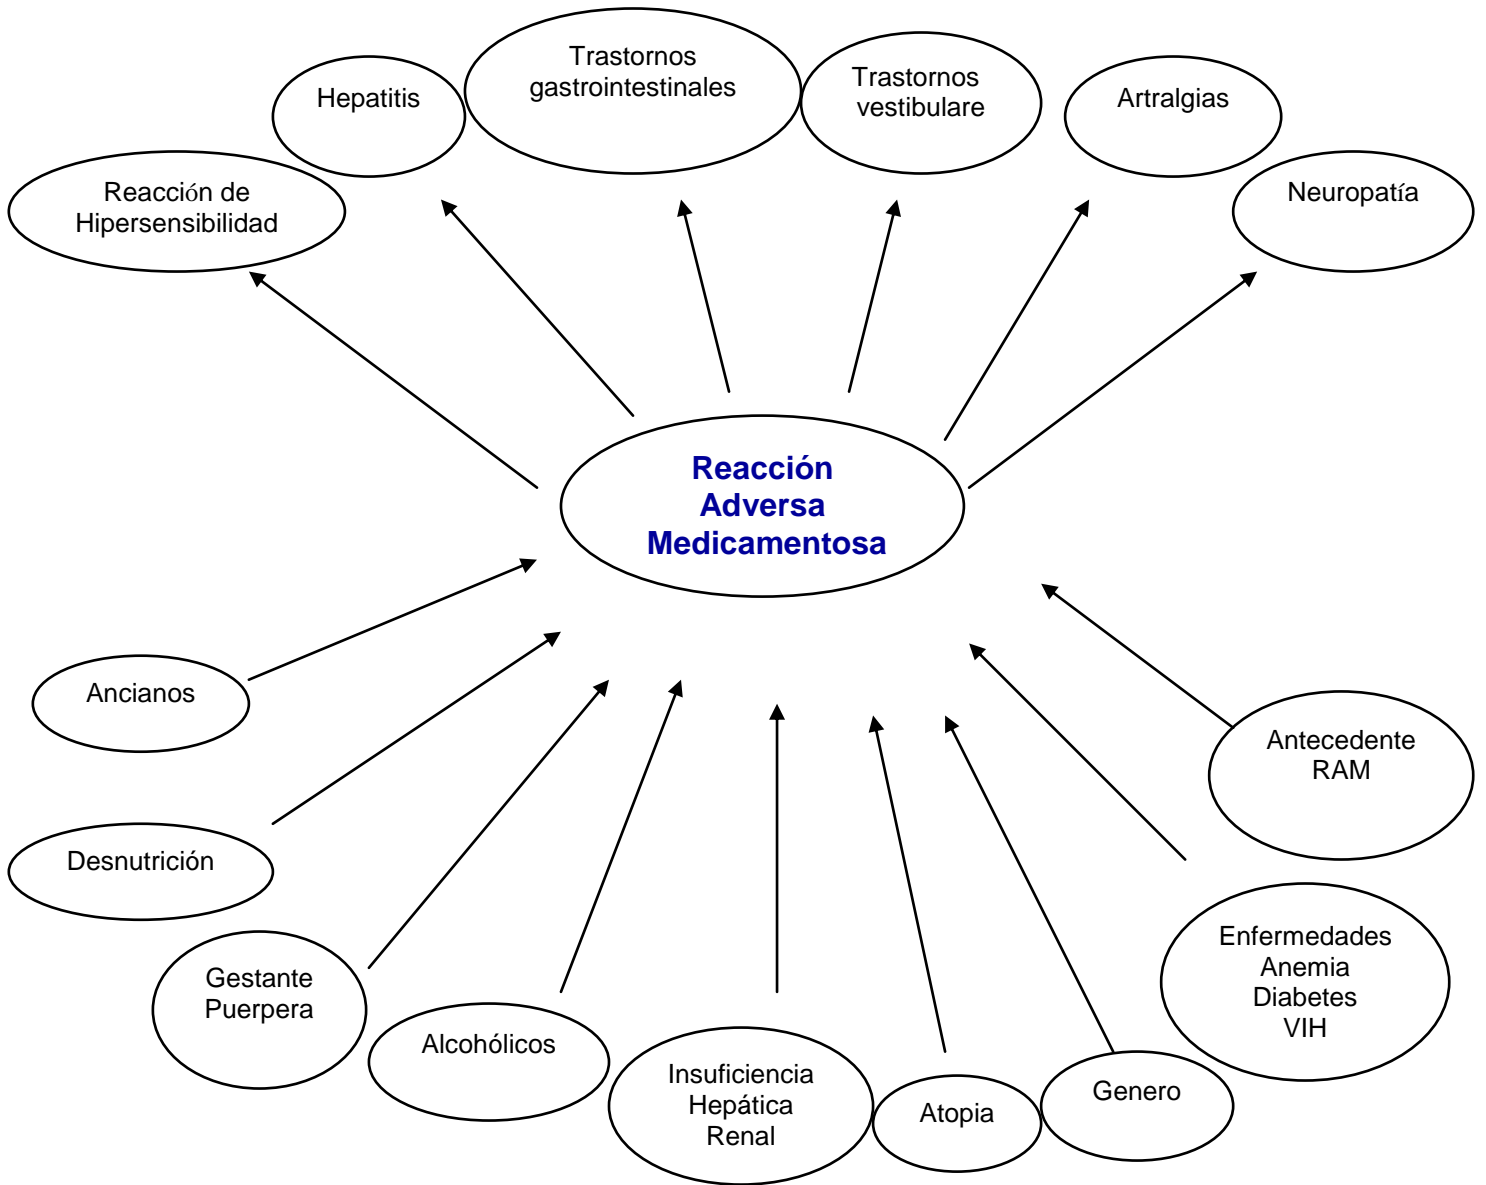 Trastornos
gastrointestinales
Trastornos
vestibulare
Hepatitis
Artralgias
Reacción de
Hipersensibilidad
Neuropatía
Reacción
Adversa
Medicamentosa
Ancianos
Antecedente
RAM
Desnutrición
Enfermedades
Anemia
Diabetes
VIH
Gestante
Puerpera
Alcohólicos
Insuficiencia
Hepática
Renal
Atopia
Genero